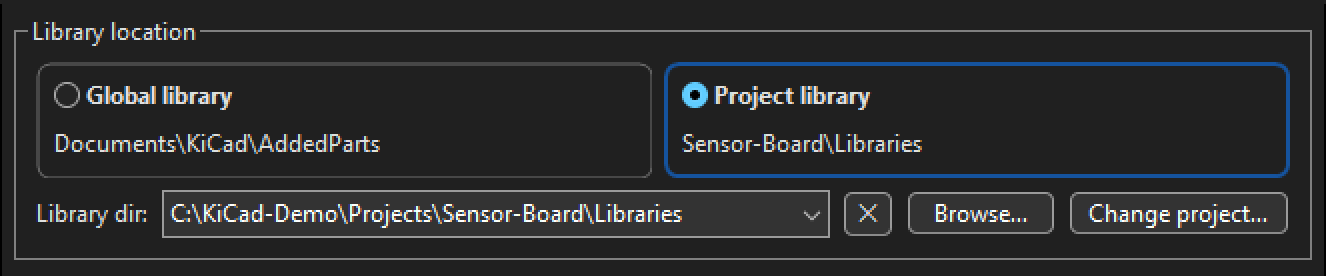 Library location
Global library
Documents\KiCad\AddedParts
Project library
Sensor-Board\Libraries
Library dir: C:\KiCad-Demo\Projects\Sensor-Board\Libraries Browse... Change project...